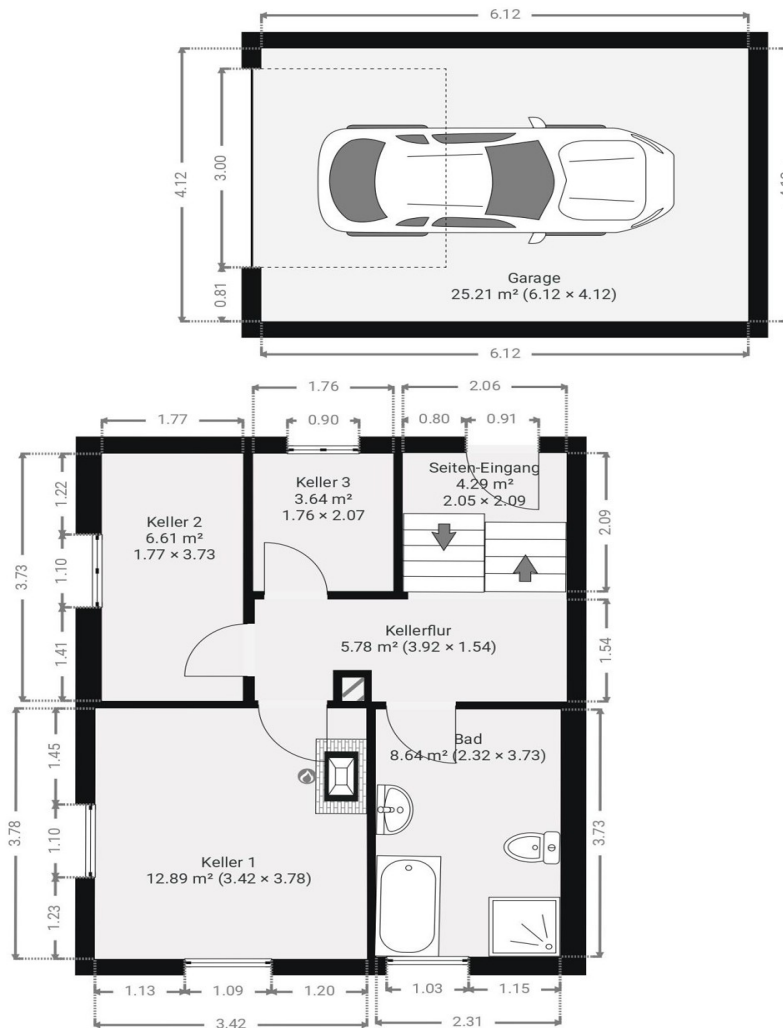 6.12
4.12
3.00
0.81
Garage
25.21 m² (6.12 × 4.12)
6.12
1.76
2.06
1.77
0.90
0.80
0.91
Seiten-Eingang
4.29 m²
2.05 × 2.09
Keller 3
3.64 m²
1.76 × 2.07
Keller 2
6.61 m²
1.77 × 3.73
1.22
1.10
1.41
3.73
2.09
1.54
Kellerflur
5.78 m² (3.92 × 1.54)
Bad
8.64 m² (2.32 × 3.73)
1.45
1.10
1.23
3.78
3.73
Keller 1
12.89 m² (3.42 × 3.78)
1.13
1.09
1.20
1.03
1.15
3.42
2.31